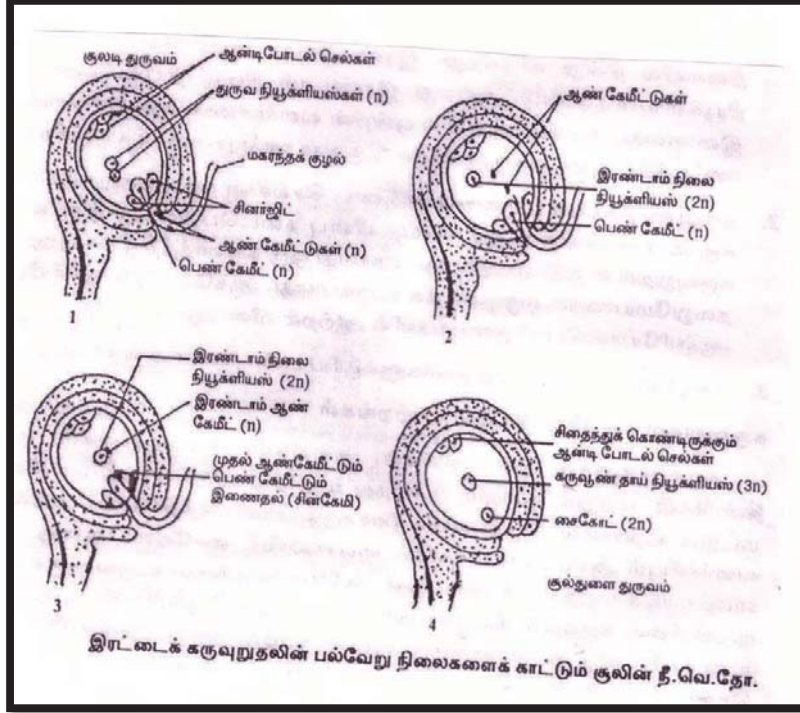 சூலடி துருவம்
ஆன்டிபோடல் செல்கள்
துருவ நியூக்ளியஸ்கள் (n)
மகரந்தக் குழல்
சினர்ஜிட்
ஆண் கேமீட்டுகள் (n)
பெண் கேமீட் (n)
1
ஆண் கேமீட்டுகள்
இரண்டாம் நிலை
நியூக்ளியஸ் (2n)
பெண் கேமீட் (n)
2
இரண்டாம் நிலை
நியூக்ளியஸ் (2n)
இரண்டாம் ஆண்
கேமீட் (n)
முதல் ஆண்கேமீட்டும்
பெண் கேமீட்டும்
இணைதல் (சின்கேமி)
3
சிதைந்துக் கொண்டிருக்கும்
ஆன்டி போடல் செல்கள்
கருவூண் தாய் நியூக்ளியஸ் (3n)
சைகோட் (2n)
சூல்துளை துருவம்
4
இரட்டைக் கருவுறுதலின் பல்வேறு நிலைகளைக் காட்டும் சூலின் நீ.வெ.தோ.